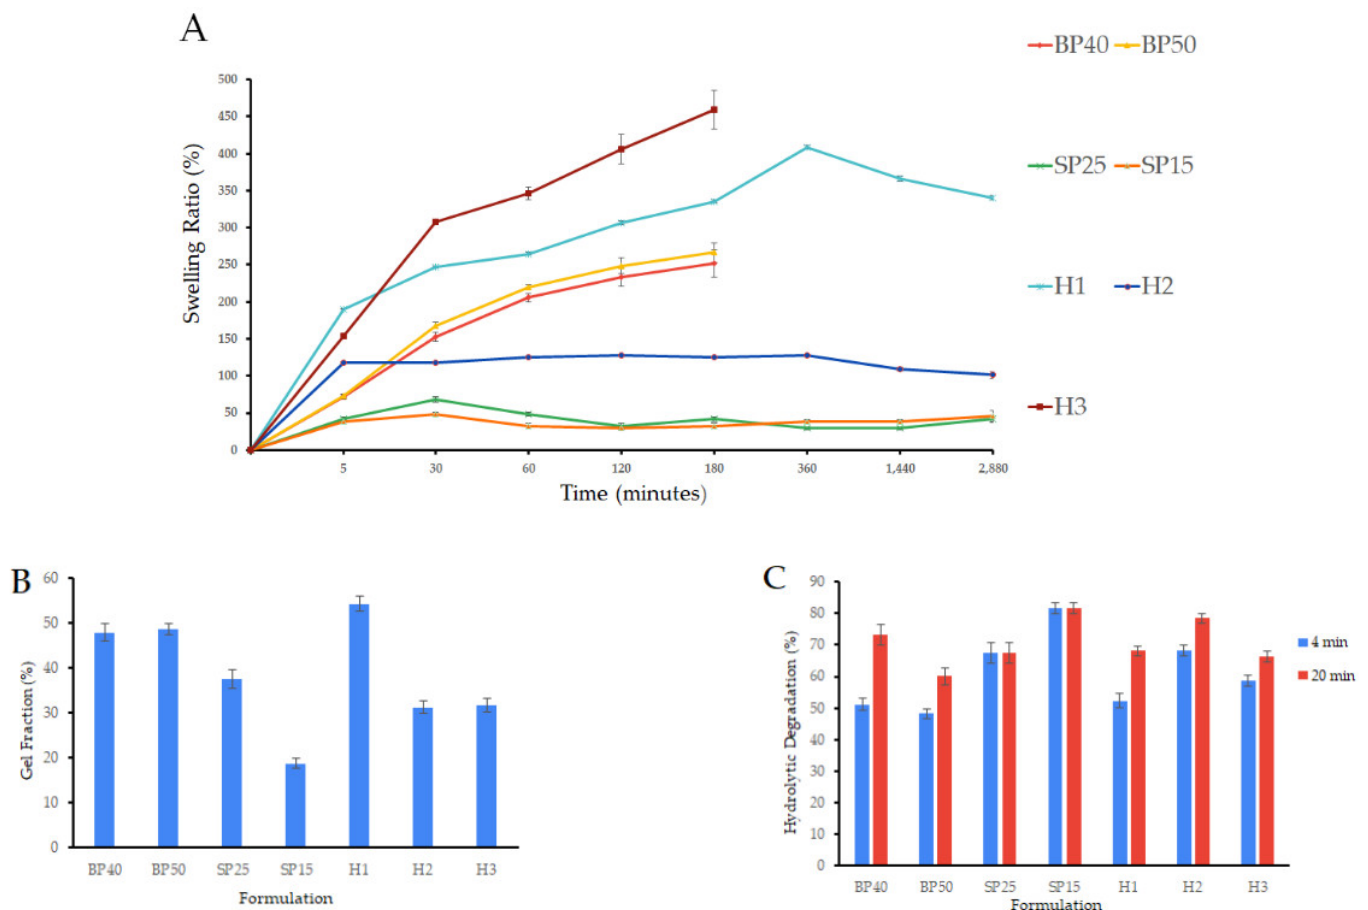 A
BP40 BP50
SP25 SP15
H1 H2
H3
Swelling Ratio (%)
500
450
400
350
300
250
200
150
100
50
0
5 30 60 120 180 360 1,440 2,880
Time (minutes)
B
Gel Fraction (%)
60
50
40
30
20
10
0
BP40 BP50 SP25 SP15 H1 H2 H3
Formulation
C
Hydrolytic Degradation (%)
90
80
70
60
50
40
30
20
10
0
BP40 BP50 SP25 SP15 H1 H2 H3
Formulation
4 min
20 min